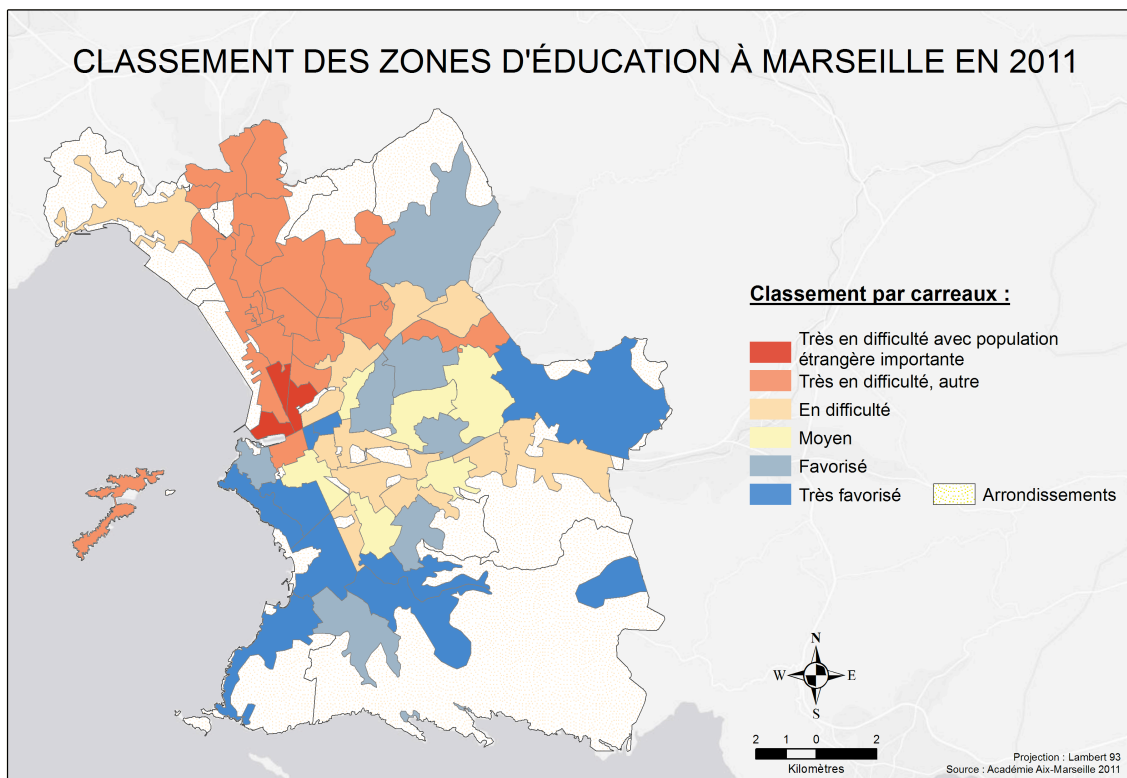 CLASSEMENT DES ZONES D'ÉDUCATION À MARSEILLE EN 2011
Classement par carreaux :
Très en difficulté avec population
étrangère importante
Très en difficulté, autre
En difficulté
Moyen
Favorisé
Très favorisé
Arrondissements
N
W
E
S
2 1 0 2
Kilomètres
Projection : Lambert 93
Source : Académie Aix-Marseille 2011